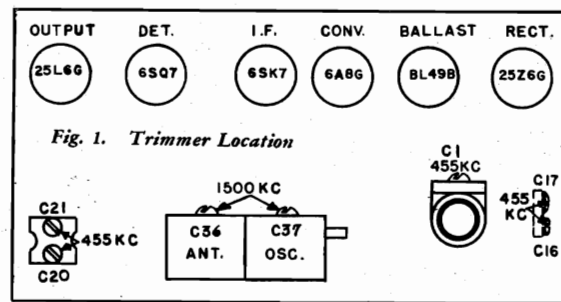 OUTPUT DET. I.F. CONV. BALLAST RECT.
25L6G 6SQ7 6SK7 6A8G BL49B 25Z6G
Fig. 1. Trimmer Location
C1
455KC
1500 KC
C17
455
KC
C16
C21
455KC
C20
C36 C37
ANT. OSC.